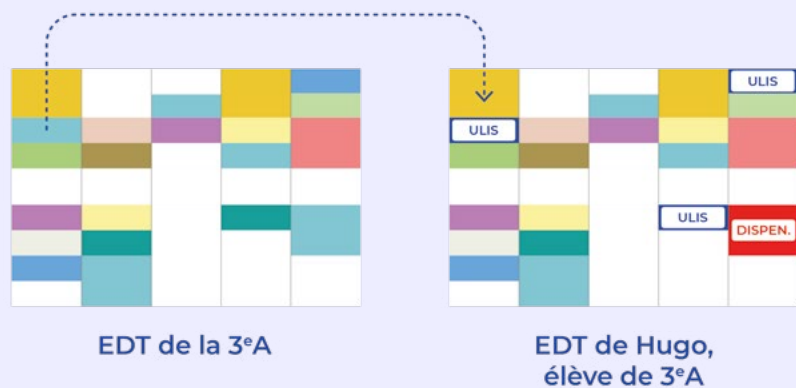 ULIS
ULIS
ULIS
DISPEN.
EDT de la 3ᵉA
EDT de Hugo,
élève de 3ᵉA